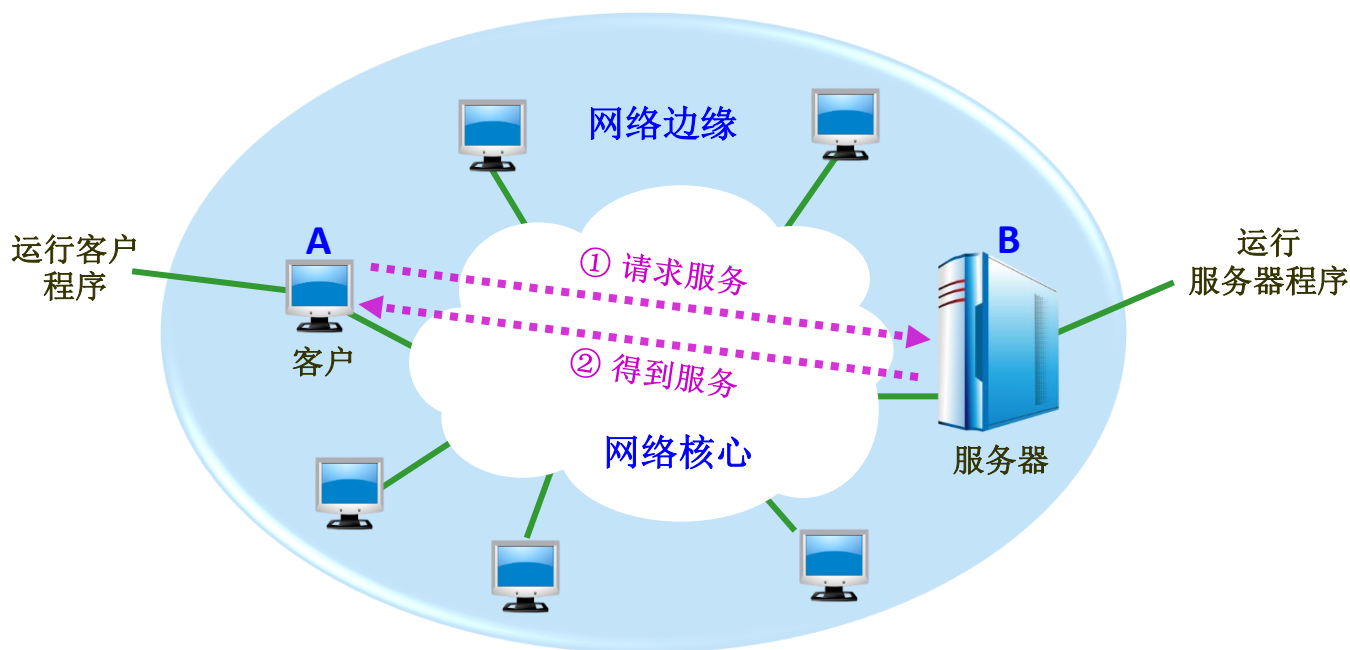 网络边缘
A
B
运行客户
程序
① 请求服务
运行
服务器程序
客户
② 得到服务
网络核心
服务器